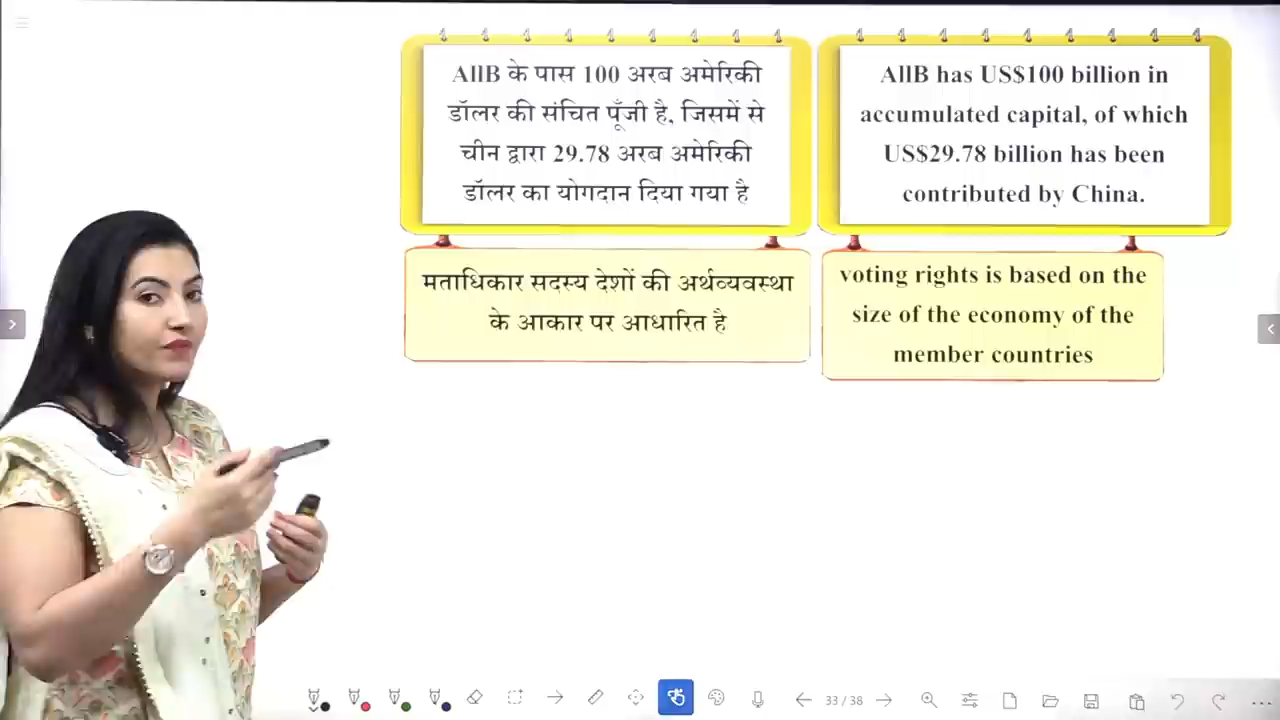 AIIB के पास 100 अरब अमेरिकी
डॉलर की संचित पूँजी है, जिसमें से
चीन द्वारा 29.78 अरब अमेरिकी
डॉलर का योगदान दिया गया है
AIIB has US$100 billion in
accumulated capital, of which
US$29.78 billion has been
contributed by China.
मताधिकार सदस्य देशों की अर्थव्यवस्था
के आकार पर आधारित है
voting rights is based on the
size of the economy of the
member countries
33 / 38